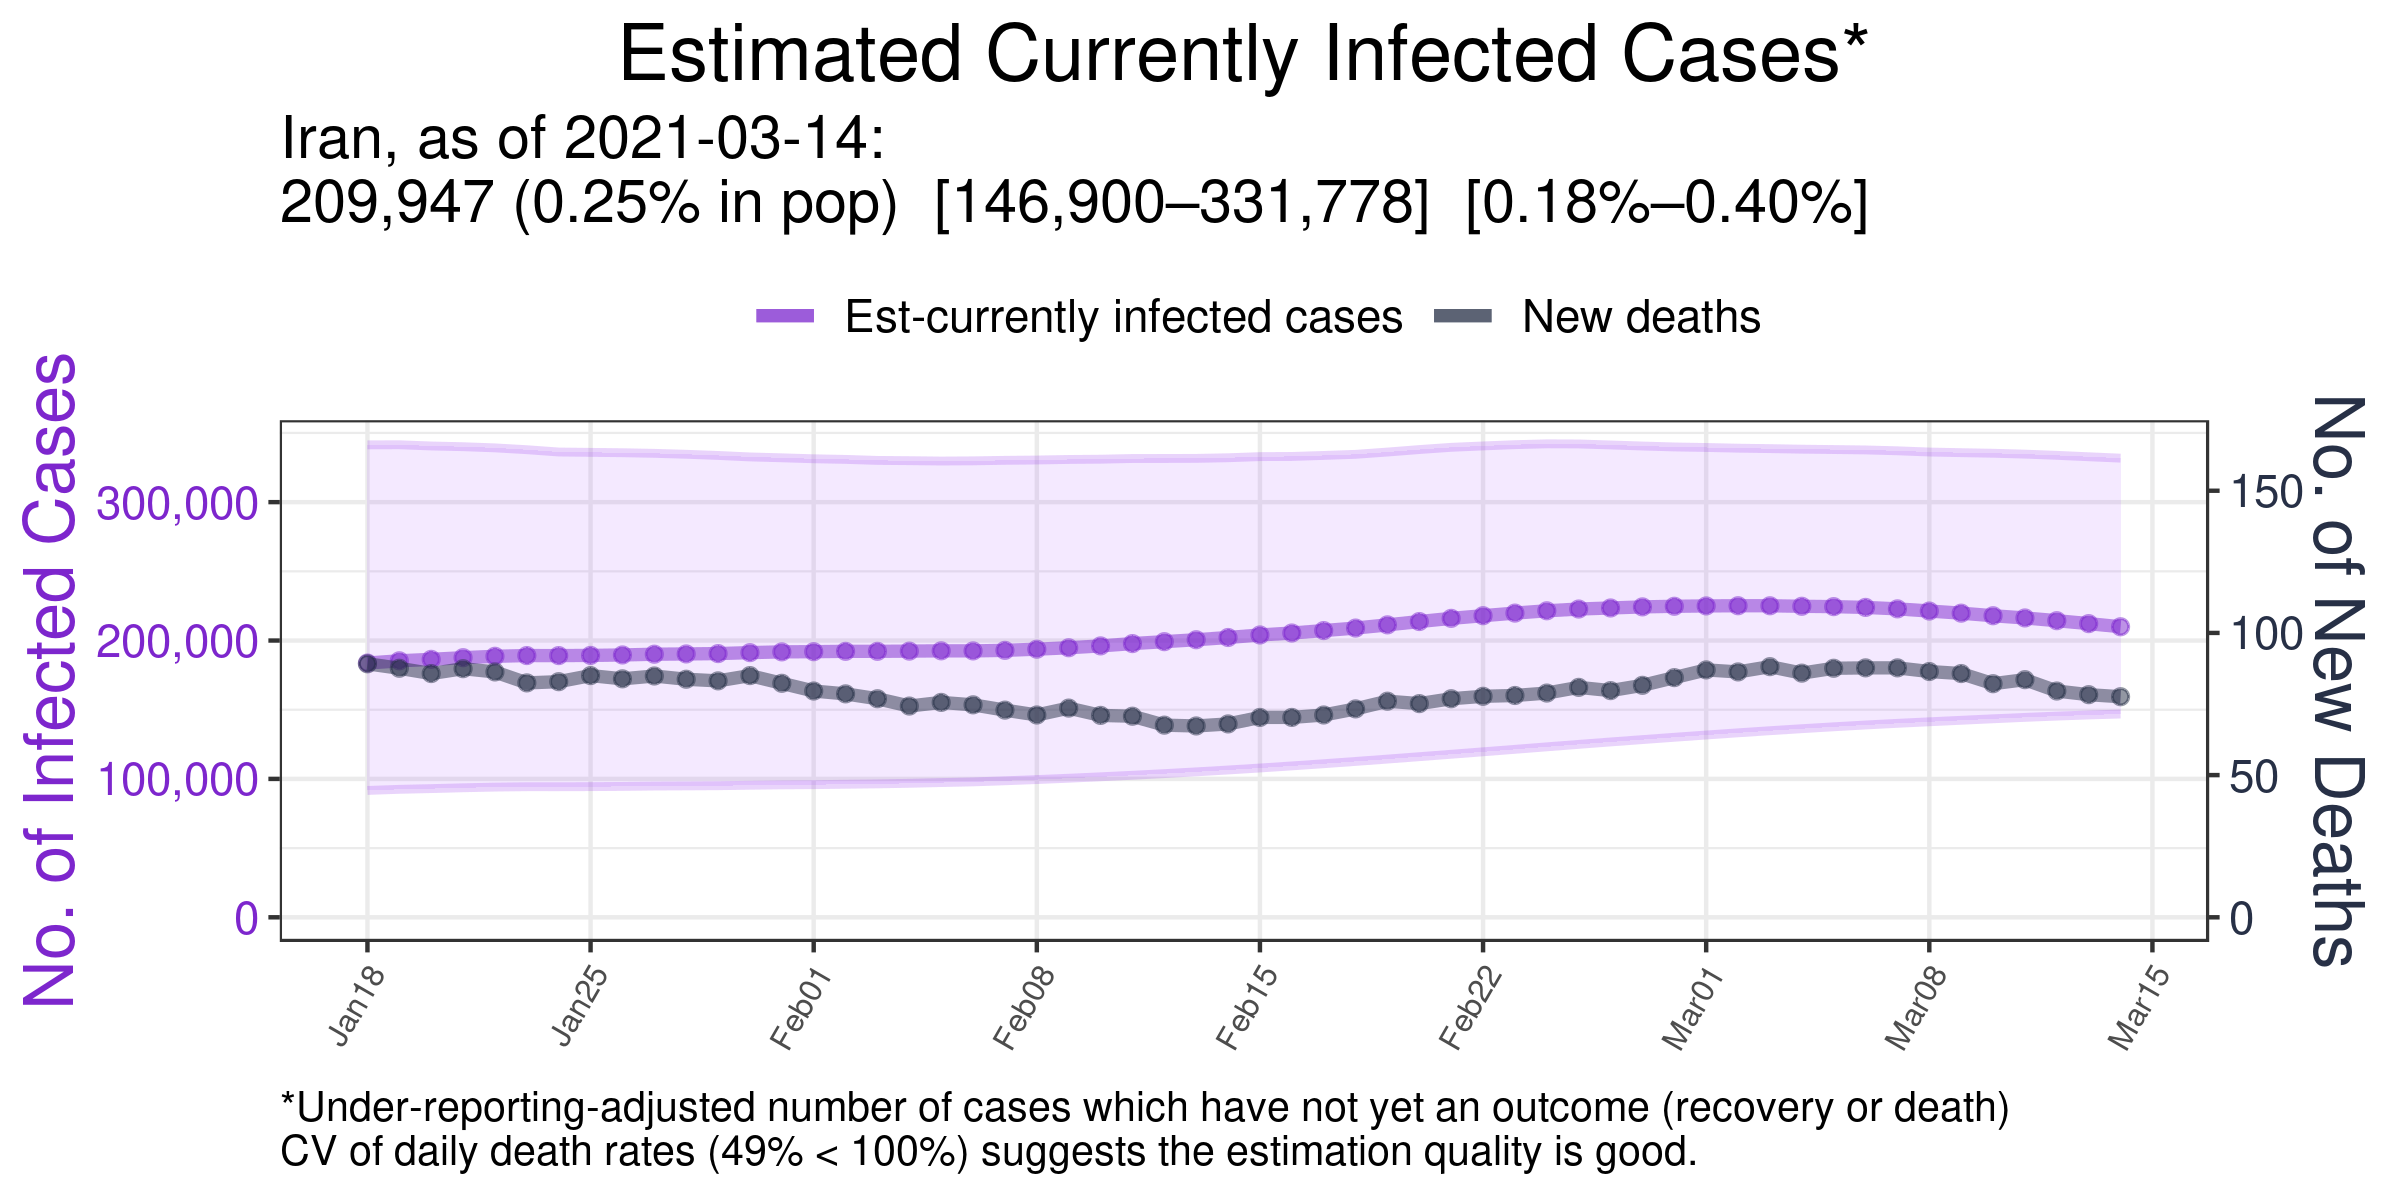 Estimated Currently Infected Cases*
Iran, as of 2021-03-14:
209,947 (0.25% in pop)  [146,900–331,778]  [0.18%–0.40%]
Est-currently infected cases
New deaths
No. of Infected Cases
300,000
200,000
100,000
0
150
100
50
0
No. of New Deaths
Jan18
Jan25
Feb01
Feb08
Feb15
Feb22
Mar01
Mar08
Mar15
*Under-reporting-adjusted number of cases which have not yet an outcome (recovery or death)
CV of daily death rates (49% < 100%) suggests the estimation quality is good.